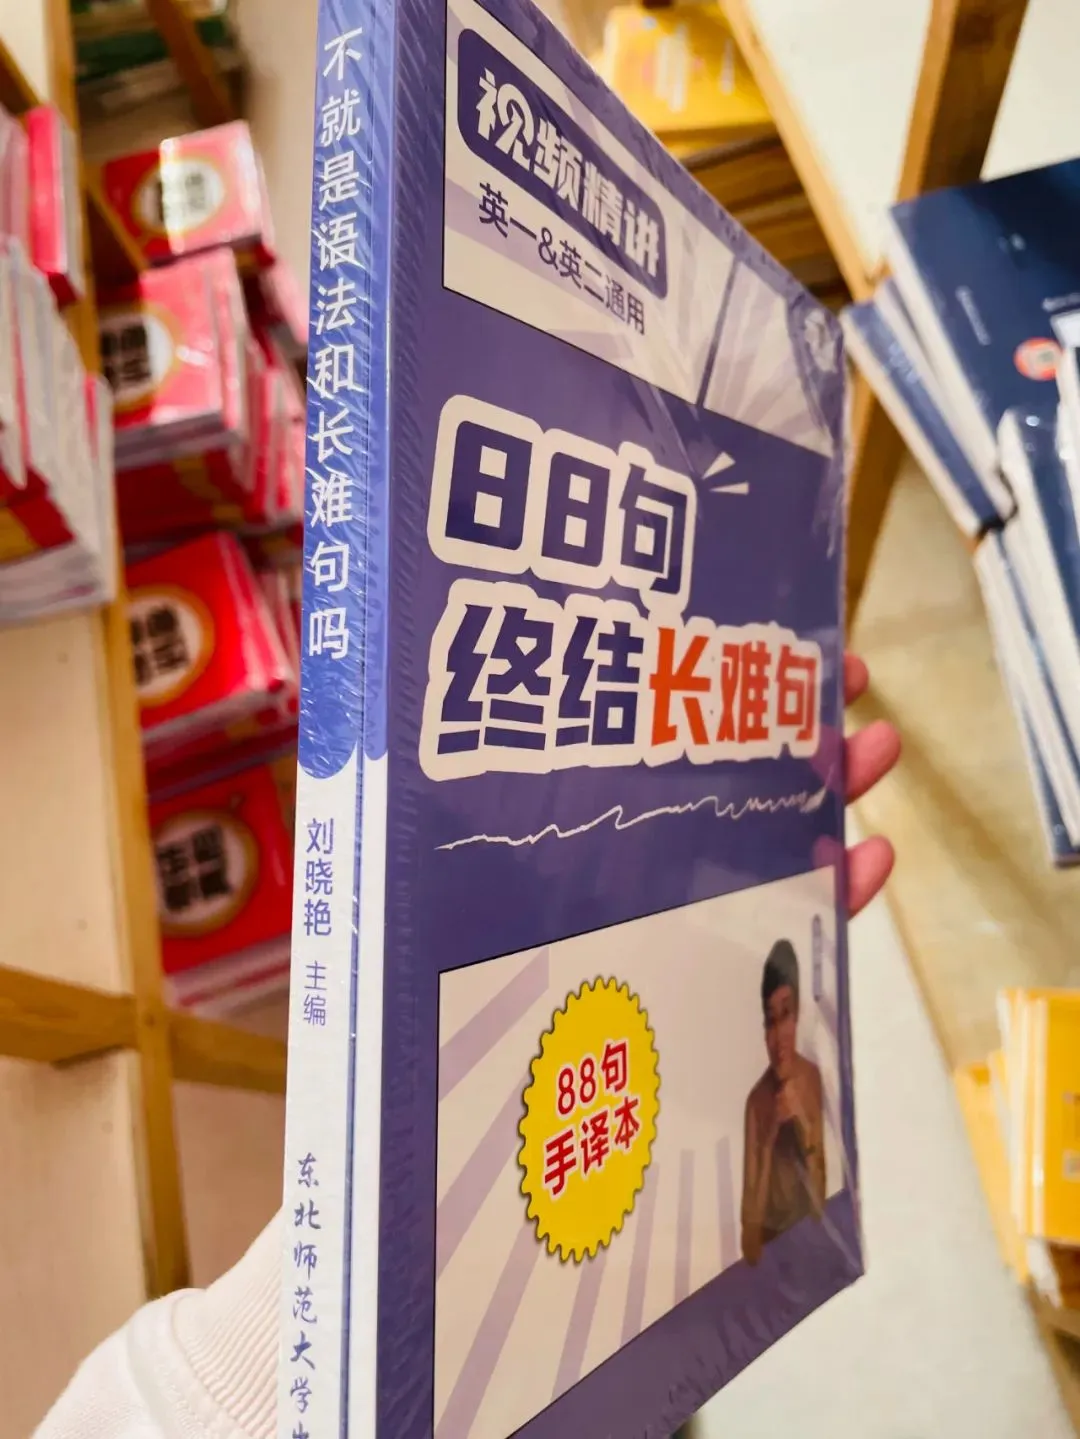 不就是语法和长难句吗
刘晓艳 主编
东北师范大学出
视频精讲
英一&英二通用
88句
终结长难句
88句
手译本